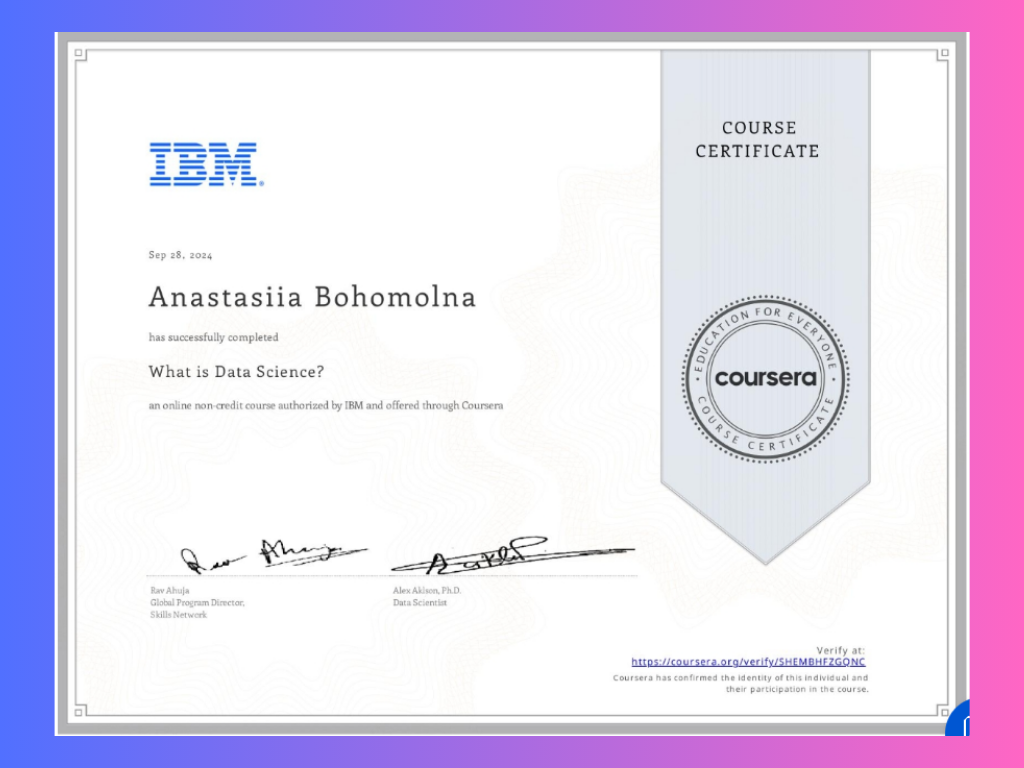 COURSE
CERTIFICATE
IBM
Sep 28, 2024
Anastasiia Bohomolna
has successfully completed
What is Data Science?
an online non-credit course authorized by IBM and offered through Coursera
EDUCATION FOR EVERYONE
coursera
COURSE CERTIFICATE
Rav Ahuja
Global Program Director,
Skills Network
Alex Aklson, Ph.D.
Data Scientist
Verify at:
https://coursera.org/verify/SHEMBHFZGQNC
Coursera has confirmed the identity of this individual and
their participation in the course.